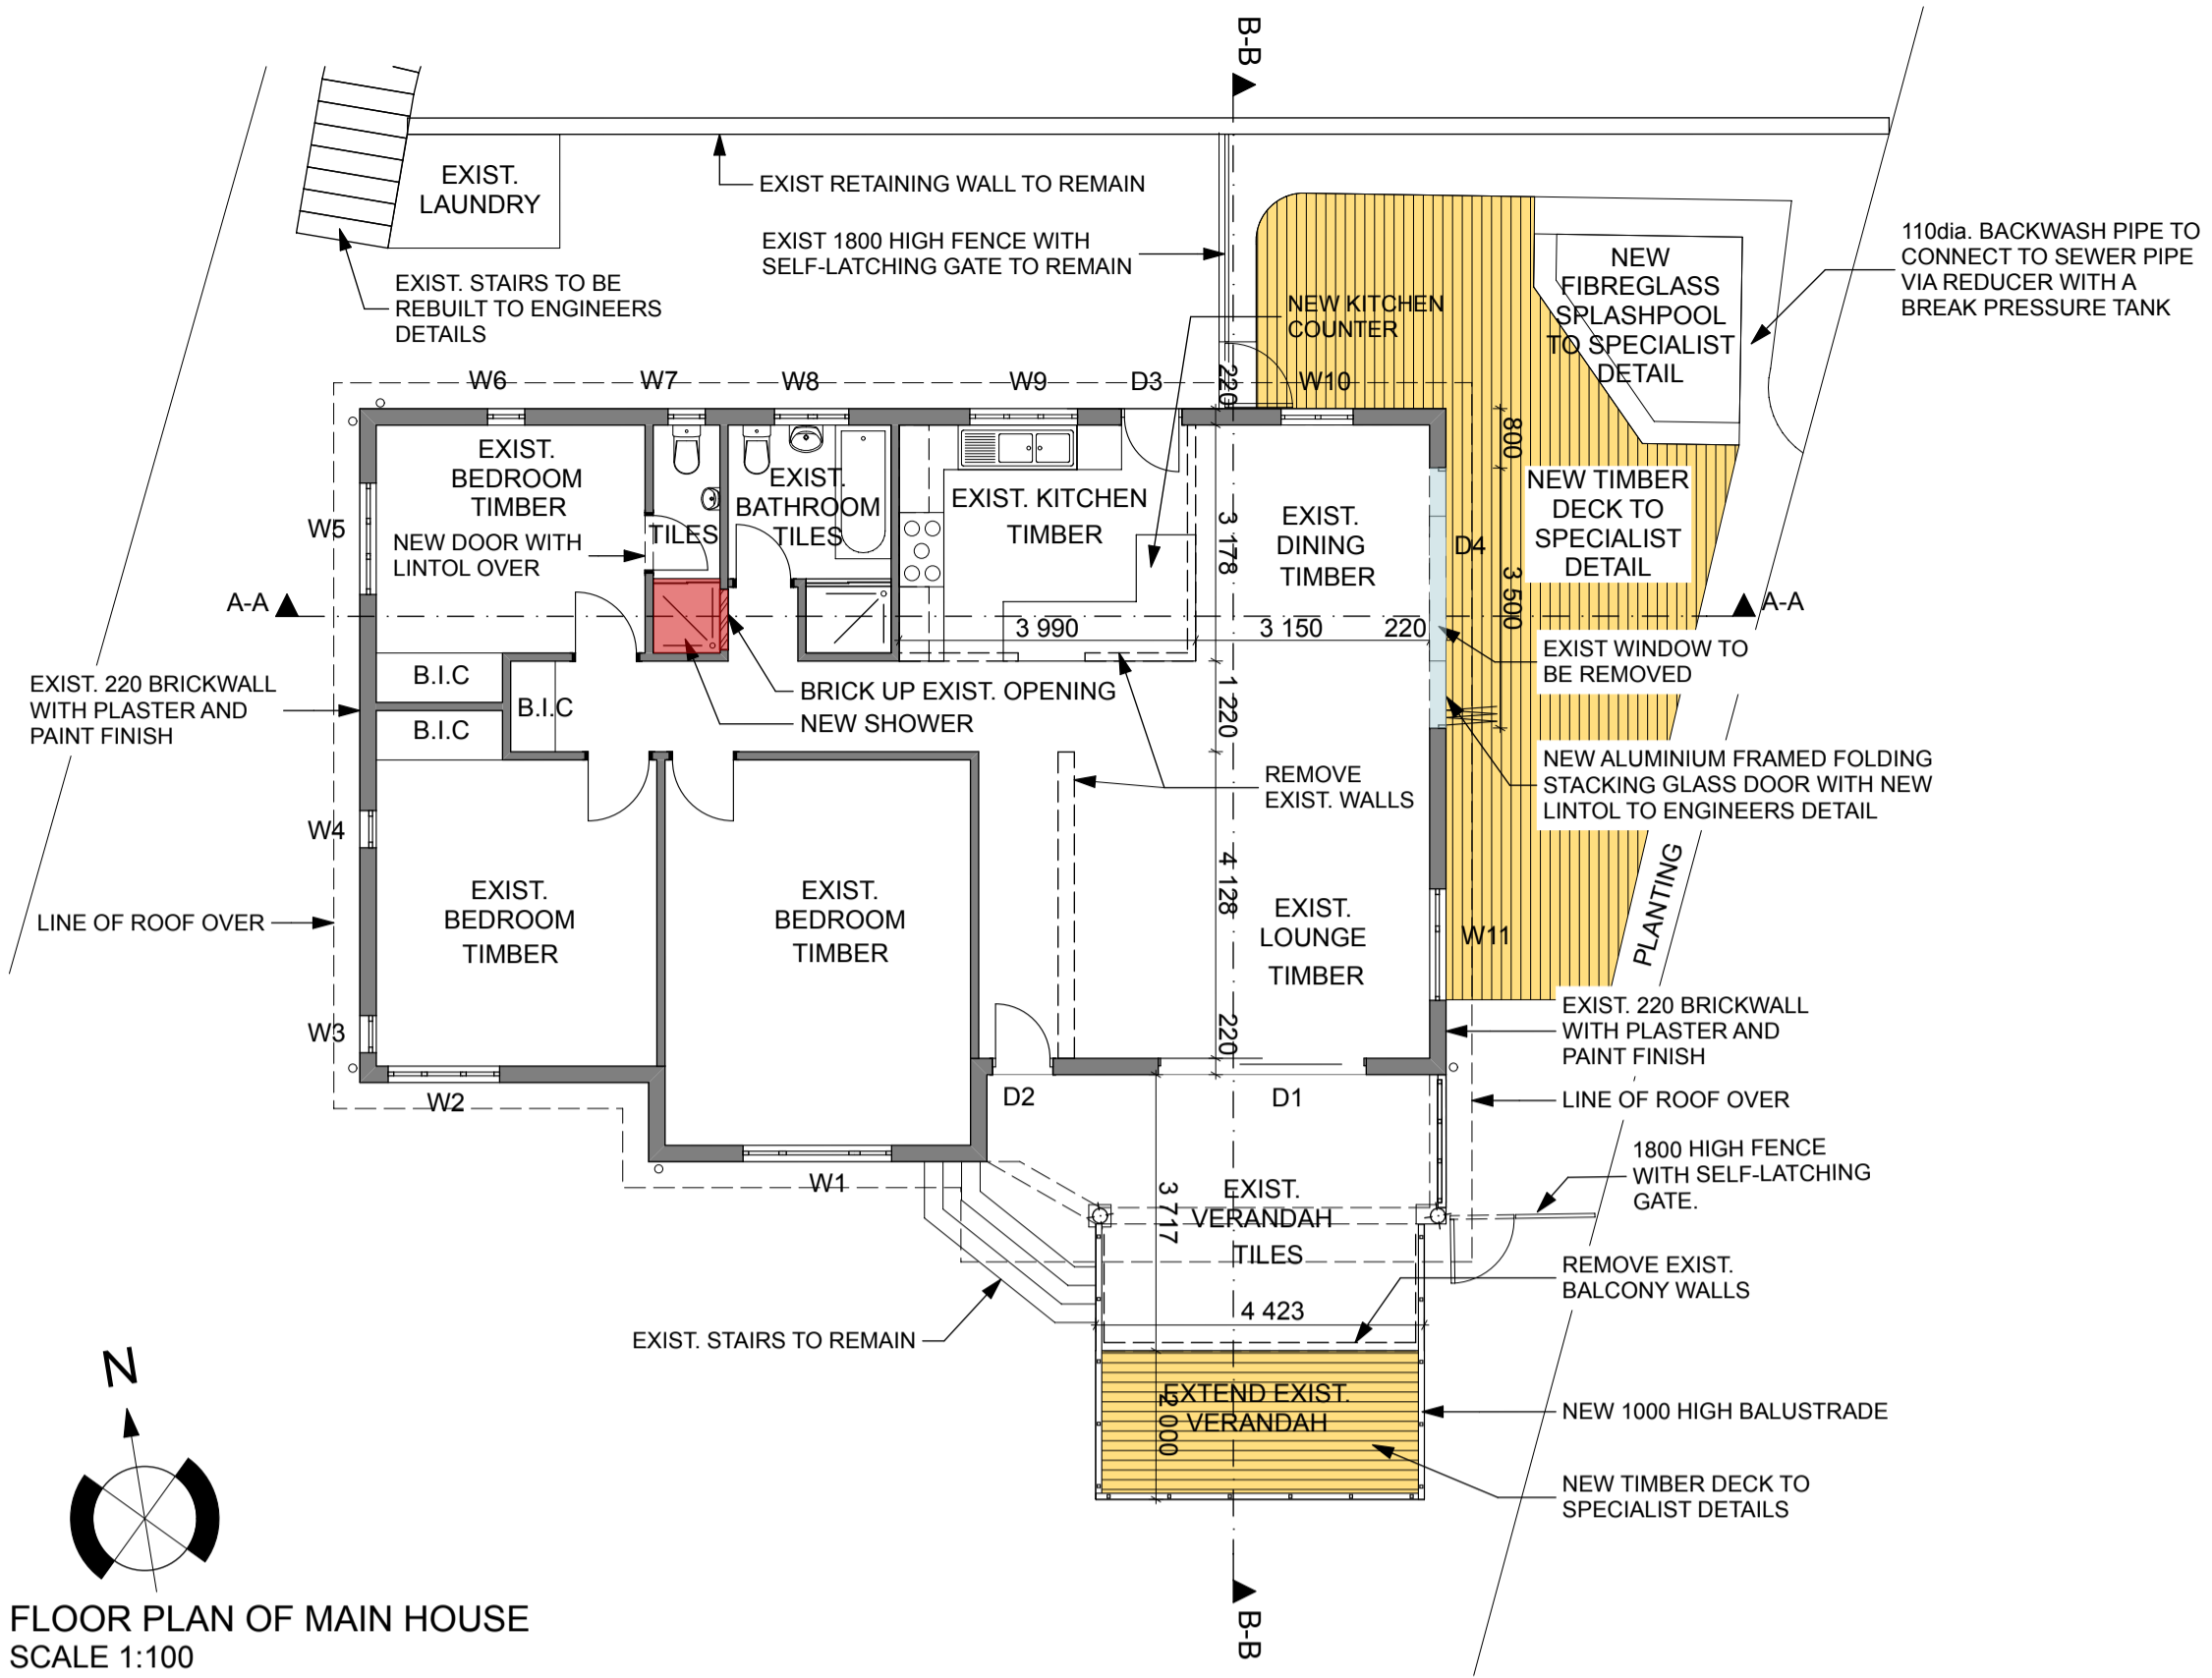 B-B
EXIST.
LAUNDRY
EXIST RETAINING WALL TO REMAIN
EXIST 1800 HIGH FENCE WITH
SELF-LATCHING GATE TO REMAIN
EXIST. STAIRS TO BE
REBUILT TO ENGINEERS
DETAILS
NEW KITCHEN
COUNTER
NEW
FIBREGLASS
SPLASHPOOL
TO SPECIALIST
DETAIL
110dia. BACKWASH PIPE TO
CONNECT TO SEWER PIPE
VIA REDUCER WITH A
BREAK PRESSURE TANK
W6
W7
W8
W9
D3
220
W10
800
EXIST.
BEDROOM
TIMBER
W5
NEW DOOR WITH
LINTOL OVER
TILES
EXIST.
BATHROOM
TILES
EXIST. KITCHEN
TIMBER
3 178
EXIST.
DINING
TIMBER
D4
NEW TIMBER
DECK TO
SPECIALIST
DETAIL
3 500
A-A
A-A
3 990
3 150
220
EXIST WINDOW TO
BE REMOVED
B.I.C
B.I.C
B.I.C
EXIST. 220 BRICKWALL
WITH PLASTER AND
PAINT FINISH
BRICK UP EXIST. OPENING
NEW SHOWER
1 220
REMOVE
EXIST. WALLS
NEW ALUMINIUM FRAMED FOLDING
STACKING GLASS DOOR WITH NEW
LINTOL TO ENGINEERS DETAIL
W4
LINE OF ROOF OVER
EXIST.
BEDROOM
TIMBER
EXIST.
BEDROOM
TIMBER
4 128
EXIST.
LOUNGE
TIMBER
W11
PLANTING
W3
220
EXIST. 220 BRICKWALL
WITH PLASTER AND
PAINT FINISH
W2
D2
D1
LINE OF ROOF OVER
1800 HIGH FENCE
WITH SELF-LATCHING
GATE.
W1
3 717
EXIST.
VERANDAH
TILES
REMOVE EXIST.
BALCONY WALLS
4 423
EXIST. STAIRS TO REMAIN
EXTEND EXIST.
VERANDAH
2 000
NEW 1000 HIGH BALUSTRADE
NEW TIMBER DECK TO
SPECIALIST DETAILS
N
B-B
FLOOR PLAN OF MAIN HOUSE
SCALE 1:100